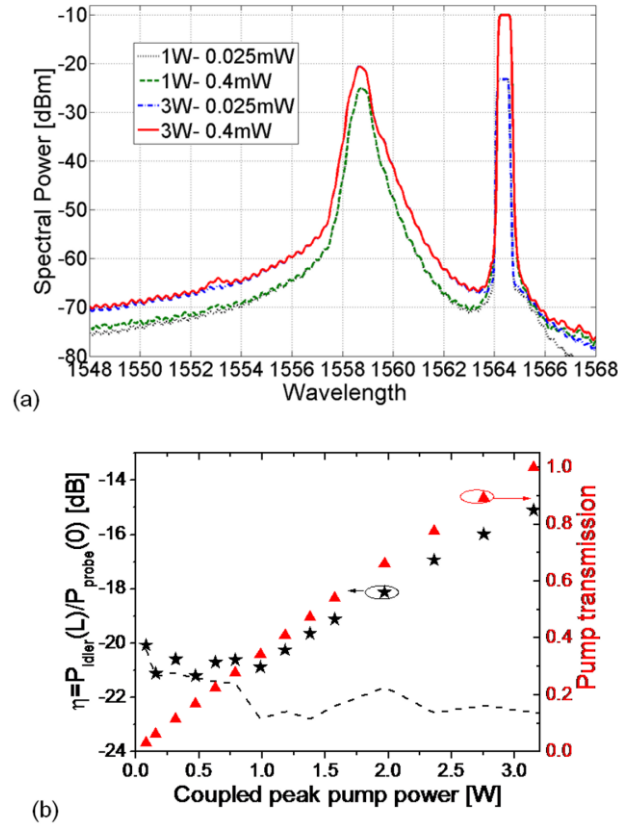 -10
-20
-30
-40
-50
-60
-70
-80
Spectral Power [dBm]
1W- 0.025mW
1W- 0.4mW
3W- 0.025mW
3W- 0.4mW
1548 1550 1552 1554 1556 1558 1560 1562 1564 1566 1568
Wavelength
(a)
-14
-16
-18
-20
-22
-24
η=P_idler(L)/P_probe(0) [dB]
1.0
0.8
0.6
0.4
0.2
0.0
Pump transmission
0.0 0.5 1.0 1.5 2.0 2.5 3.0
Coupled peak pump power [W]
(b)